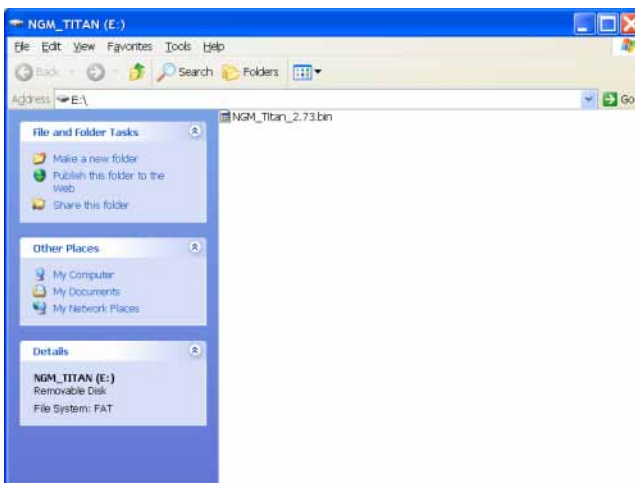 NGM_TITAN (E:)
File Edit View Favorites Tools Help
Back Search Folders
Address E:\ Go
NGM_Titan_2.73.bin
File and Folder Tasks
Make a new folder
Publish this folder to the
Web
Share this folder
Other Places
My Computer
My Documents
My Network Places
Details
NGM_TITAN (E:)
Removable Disk
File System: FAT